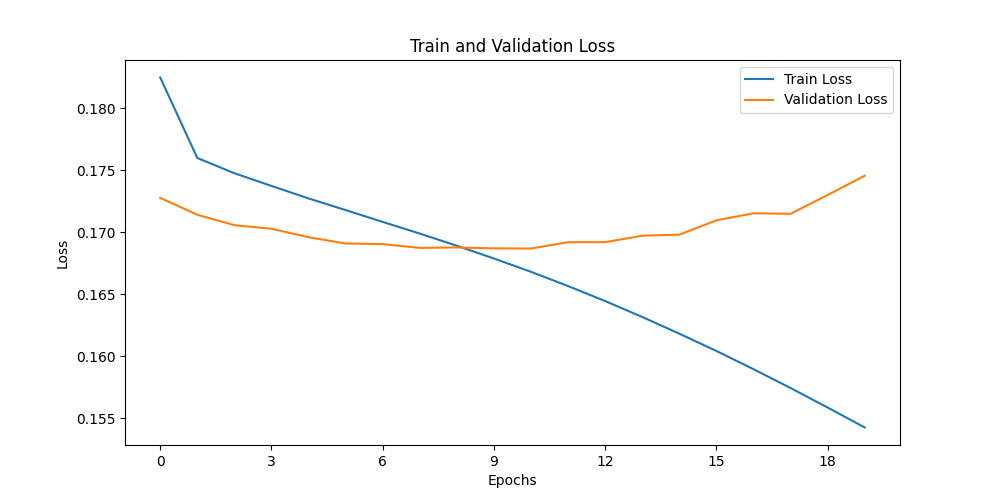 Train and Validation Loss
Train Loss
Validation Loss
0.180
0.175
0.170
0.165
0.160
0.155
Loss
0 3 6 9 12 15 18
Epochs